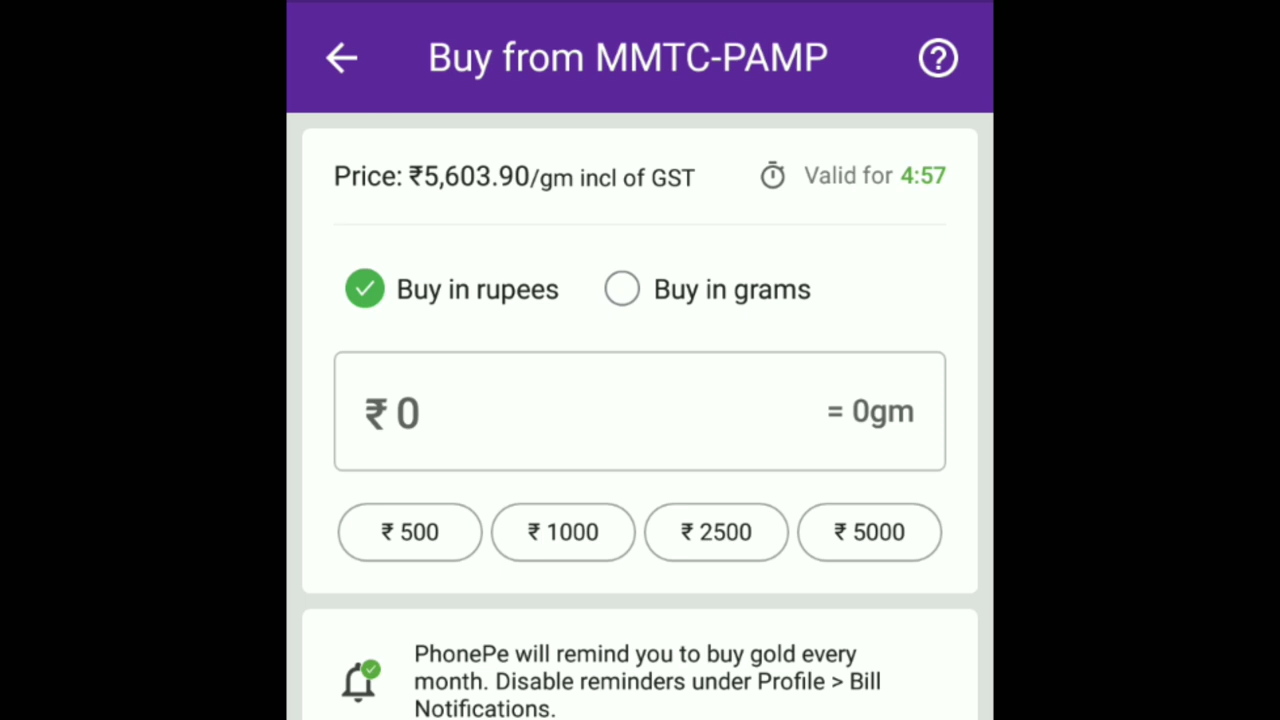 Buy from MMTC-PAMP
Price: ₹5,603.90/gm incl of GST Valid for 4:57
Buy in rupees Buy in grams
₹ 0 = 0gm
₹ 500 ₹ 1000 ₹ 2500 ₹ 5000
PhonePe will remind you to buy gold every
month. Disable reminders under Profile > Bill
Notifications.